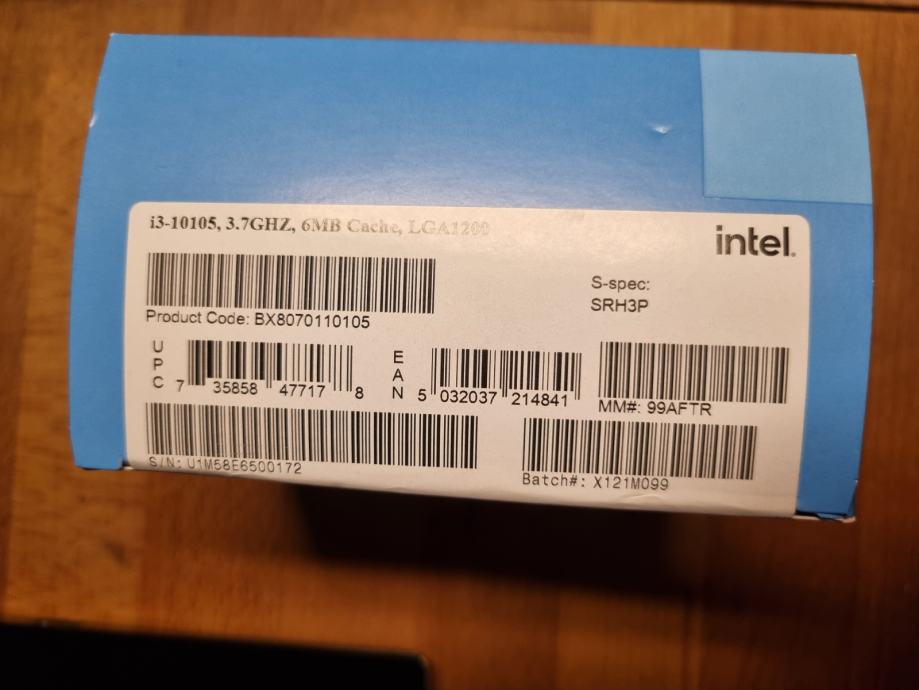 i3-10105, 3.7GHZ, 6MB Cache, LGA1200
intel.
S-spec:
SRH3P
Product Code: BX8070110105
UPC 7 35858 47717 8
EAN 5 032037 214841
MM#: 99AFTR
S/N: U1M58E6500172
Batch#: X121M099